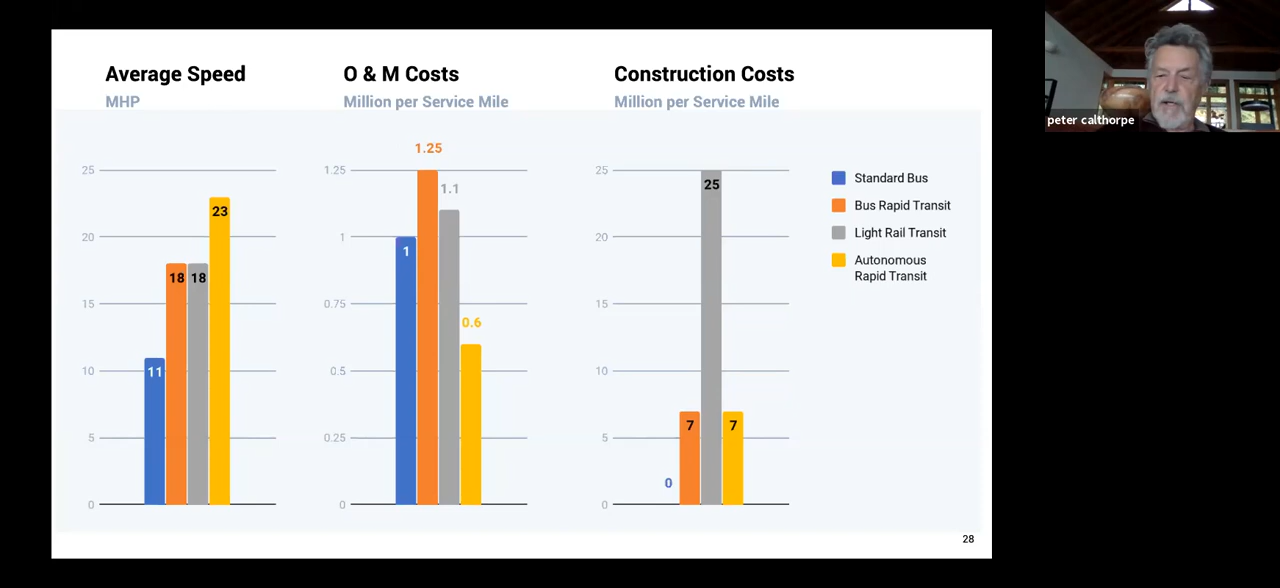 Average Speed
MHP
25
20
15
10
5
0
11
18
18
23
O & M Costs
Million per Service Mile
1.25
1
0.75
0.5
0.25
0
1
1.25
1.1
0.6
Construction Costs
Million per Service Mile
25
20
15
10
5
0
0
7
25
7
Standard Bus
Bus Rapid Transit
Light Rail Transit
Autonomous
Rapid Transit
28
peter calthorpe